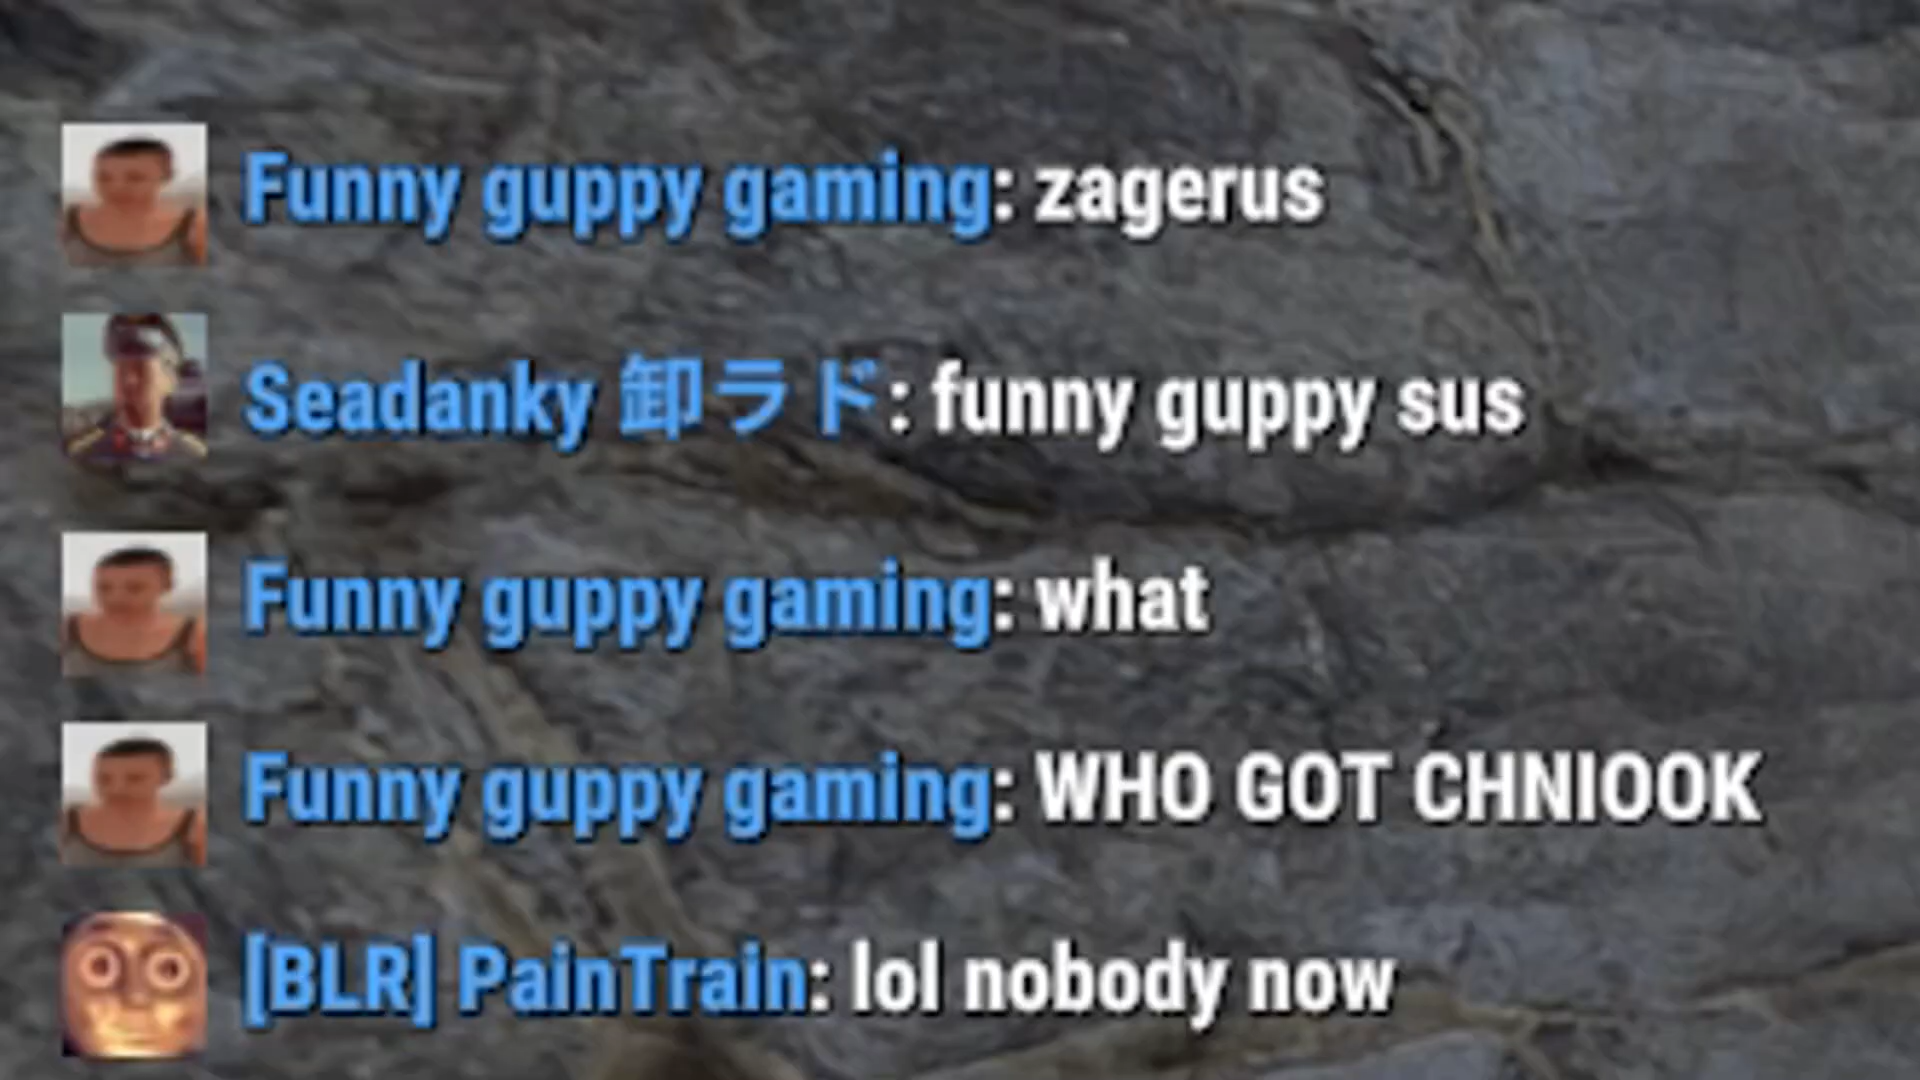 Funny guppy gaming: zagerus
Seadanky 卸ラド: funny guppy sus
Funny guppy gaming: what
Funny guppy gaming: WHO GOT CHNIOOK
[BLR] PainTrain: lol nobody now